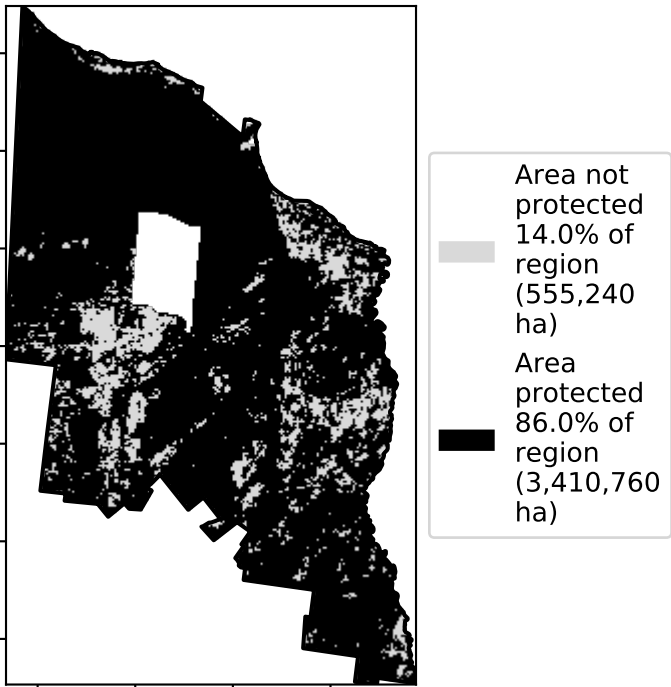 Area not
protected
14.0% of
region
(555,240
ha)
Area
protected
86.0% of
region
(3,410,760
ha)